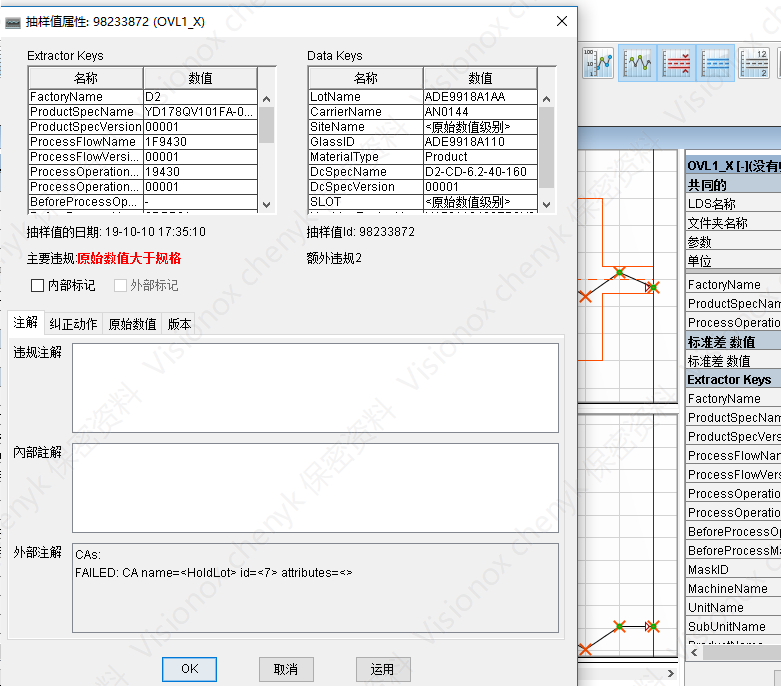 抽样值属性: 98233872 (OVL1_X)
Extractor Keys
名称 数值
FactoryName D2
ProductSpecName YD178QV101FA-0...
ProductSpecVersion 00001
ProcessFlowName 1F9430
ProcessFlowVersi... 00001
ProcessOperation... 19430
ProcessOperation... 00001
BeforeProcessOp... -
Data Keys
名称 数值
LotName ADE9918A1AA
CarrierName AN0144
SiteName <原始数值级别>
GlassID ADE9918A110
MaterialType Product
DcSpecName D2-CD-6.2-40-160
DcSpecVersion 00001
SLOT <原始数值级别>
抽样值的日期: 19-10-10 17:35:10
抽样值Id: 98233872
主要违规:原始数值大于规格
额外违规2
内部标记 外部标记
注解 纠正动作 原始数值 版本
违规注解
內部註解
外部注解
CAs:
FAILED: CA name=<HoldLot> id=<7> attributes=<>
OK 取消 运用
OVL1_X [-](没有
共同的
LDS名称
文件夹名称
参数
单位
FactoryName
ProductSpecNam
ProcessOperatio
标准差 数值
标准差 数值
Extractor Keys
FactoryName
ProductSpecNam
ProductSpecVers
ProcessFlowNam
ProcessFlowVers
ProcessOperatio
ProcessOperatio
BeforeProcessOp
BeforeProcessMa
MaskID
MachineName
UnitName
SubUnitName
Visionox chenyk 保密资料